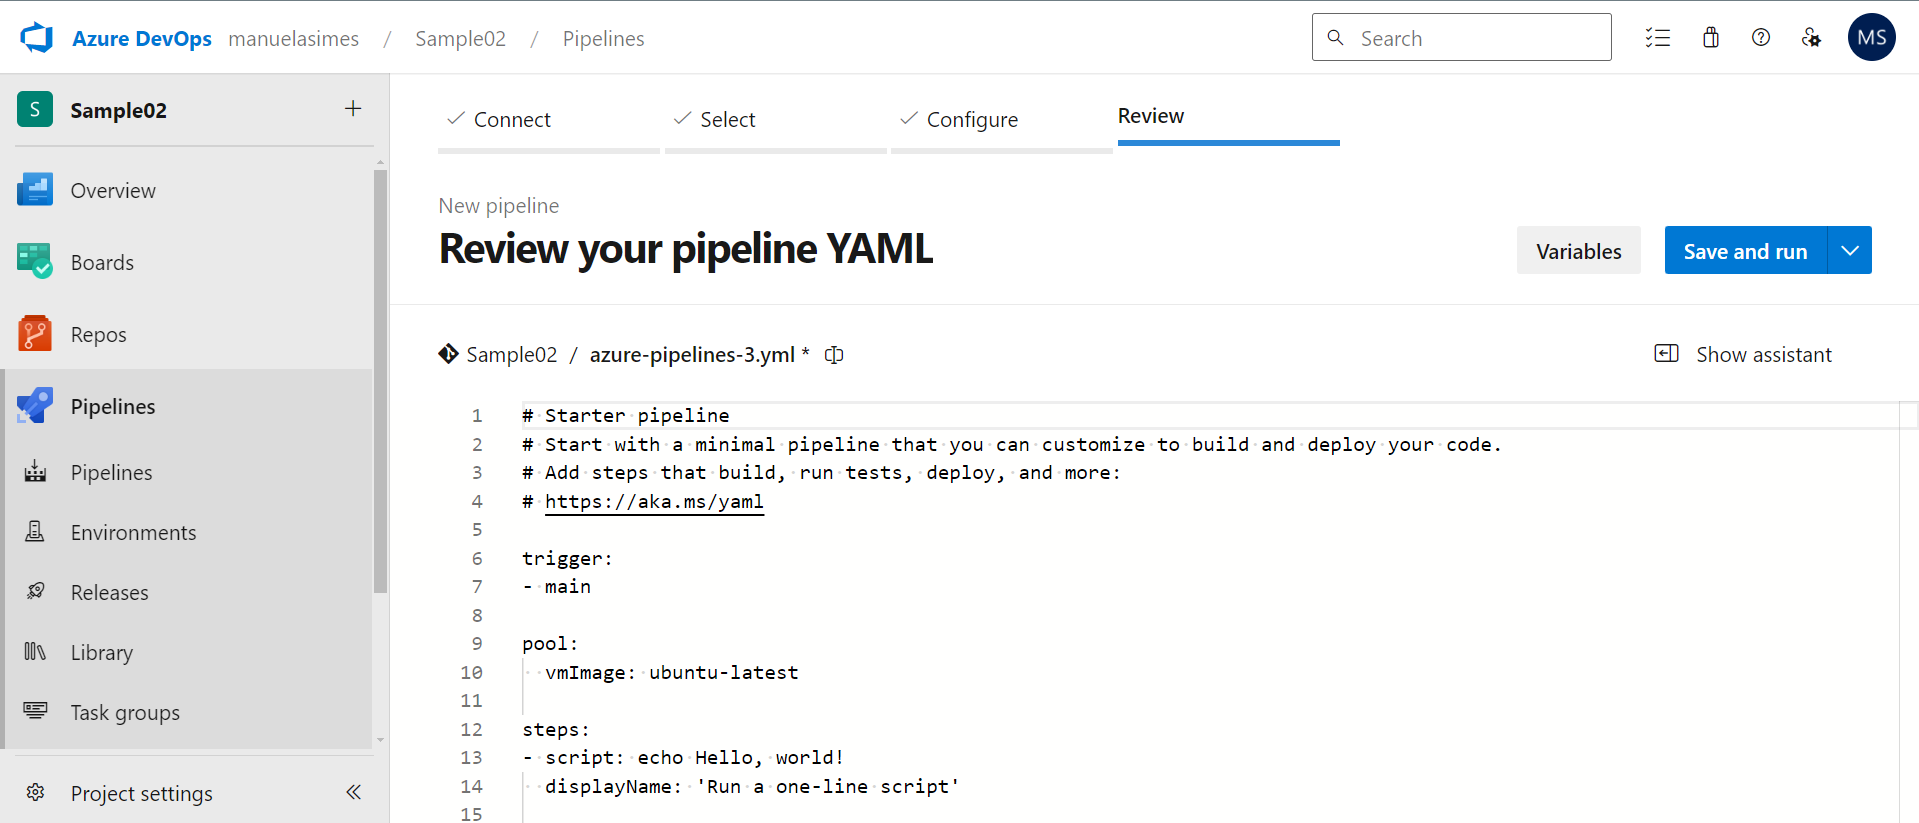 Azure DevOps manuelasimes / Sample02 / Pipelines Search MS
S Sample02 +
Overview
Boards
Repos
Pipelines
Pipelines
Environments
Releases
Library
Task groups
Project settings
Connect Select Configure Review
New pipeline
Review your pipeline YAML
Variables Save and run
Sample02 / azure-pipelines-3.yml *
Show assistant
1 # Starter pipeline
2 # Start with a minimal pipeline that you can customize to build and deploy your code.
3 # Add steps that build, run tests, deploy, and more:
4 # https://aka.ms/yaml
5
6 trigger:
7 - main
8
9 pool:
10   vmImage: ubuntu-latest
11
12 steps:
13 - script: echo Hello, world!
14   displayName: 'Run a one-line script'
15